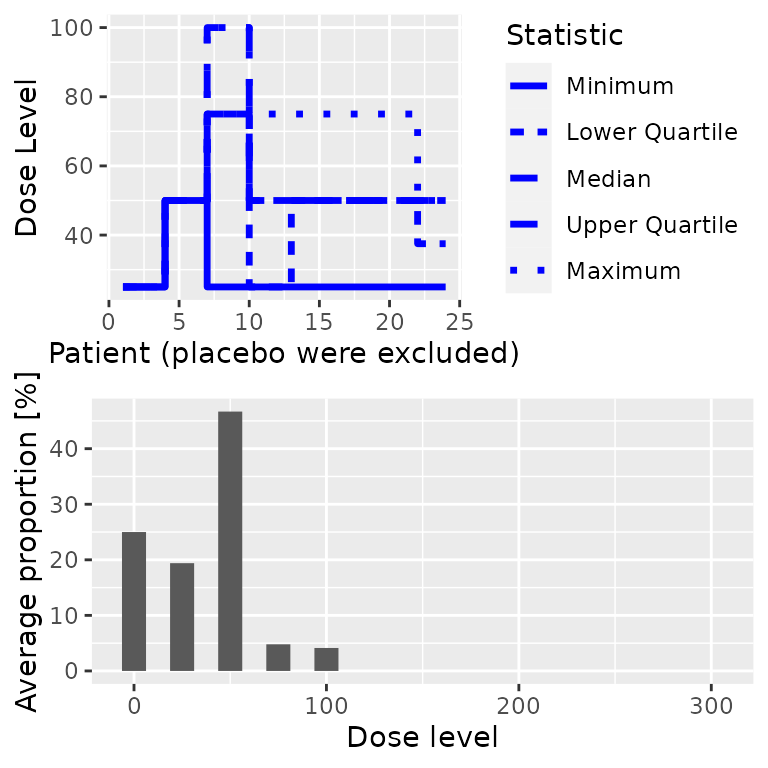 100
80
60
40
Dose Level
0 5 10 15 20 25
Patient (placebo were excluded)
Statistic
Minimum
Lower Quartile
Median
Upper Quartile
Maximum
40
30
20
10
0
Average proportion [%]
0 100 200 300
Dose level